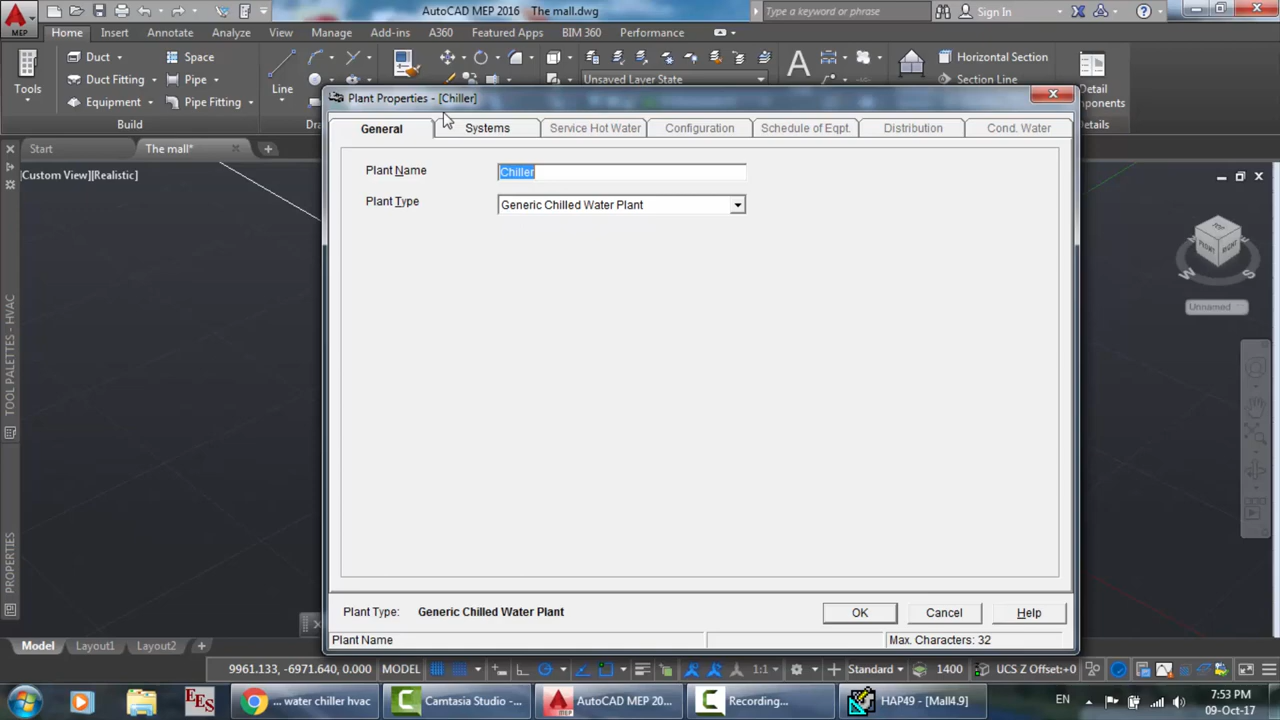 AutoCAD MEP 2016 The mall.dwg
Type a keyword or phrase
Sign In
MEP
Home Insert Annotate Analyze View Manage Add-ins A360 Featured Apps BIM 360 Performance
Tools
Duct
Duct Fitting
Equipment
Space
Pipe
Pipe Fitting
Line
Unsaved Layer State
Horizontal Section
Section Line
Build
Start The mall*
[Custom View][Realistic]
Plant Properties - [Chiller]
General Systems Service Hot Water Configuration Schedule of Eqpt. Distribution Cond. Water
Plant Name Chiller
Plant Type Generic Chilled Water Plant
Plant Type: Generic Chilled Water Plant
OK Cancel Help
Plant Name
Max. Characters: 32
TOOL PALETTES - HVAC
PROPERTIES
TOP
FRONT
RIGHT
W S
Unnamed
Model Layout1 Layout2
9961.133, -6971.640, 0.000 MODEL
1:1
Standard
1400
UCS Z Offset:+0
EES
... water chiller hvac
Camtasia Studio - ...
AutoCAD MEP 20...
Recording...
HAP49 - [Mall4.9]
EN
7:53 PM
09-Oct-17